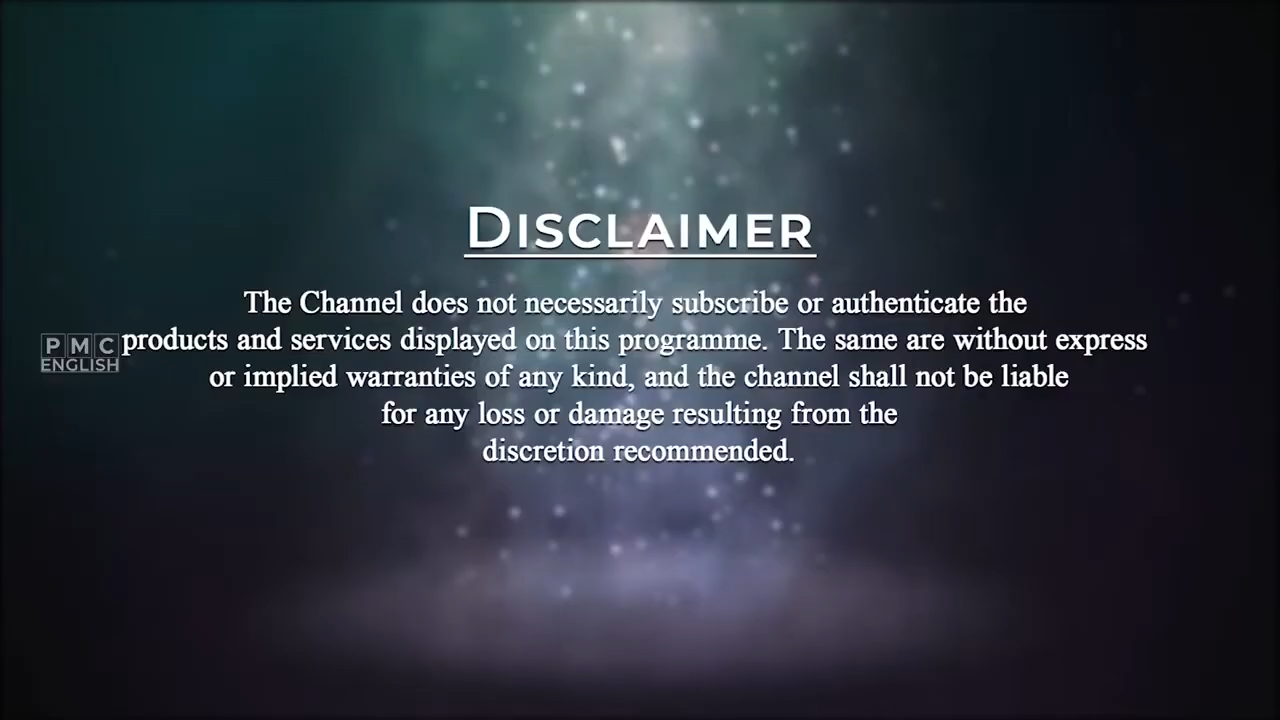 DISCLAIMER
The Channel does not necessarily subscribe or authenticate the
products and services displayed on this programme. The same are without express
or implied warranties of any kind, and the channel shall not be liable
for any loss or damage resulting from the
discretion recommended.
PMC
ENGLISH